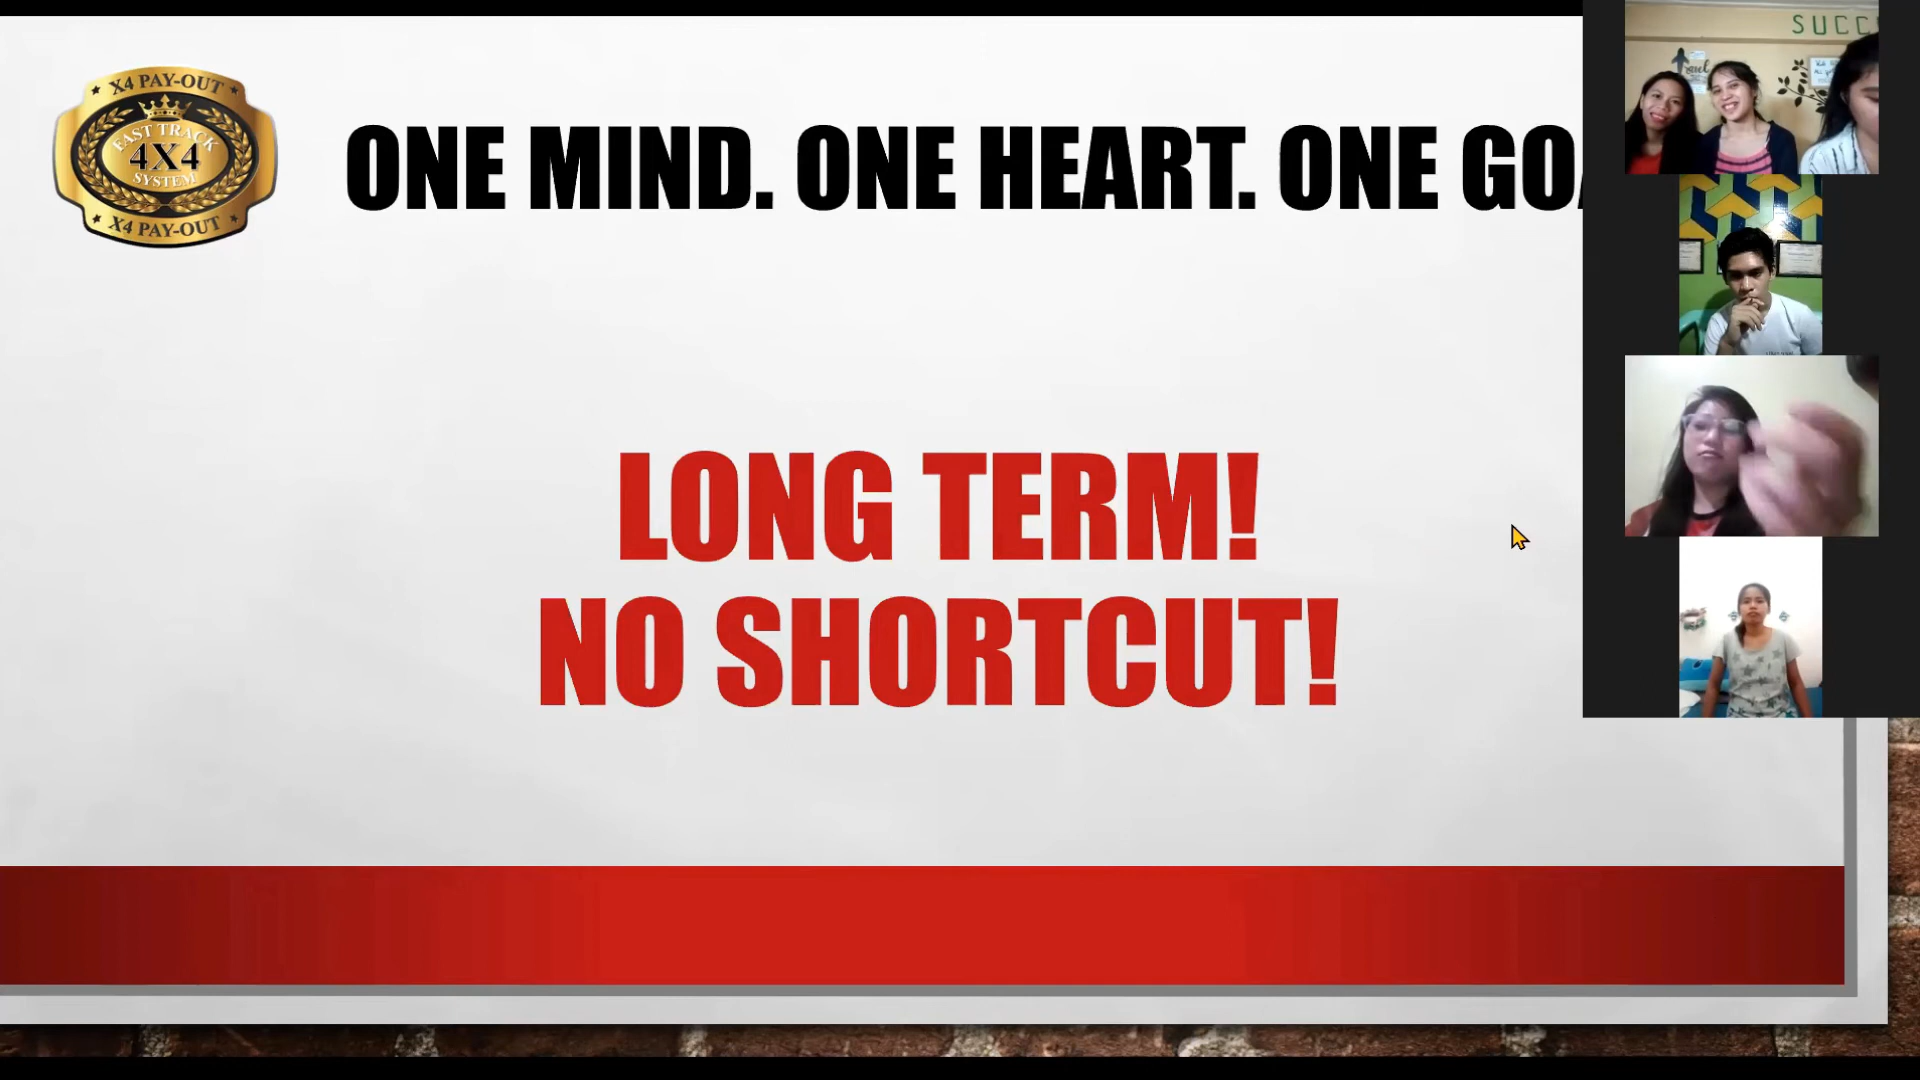 X4 PAY-OUT
FAST TRACK
4X4
SYSTEM
X4 PAY-OUT
ONE MIND. ONE HEART. ONE GOA
LONG TERM!
NO SHORTCUT!
SUCC